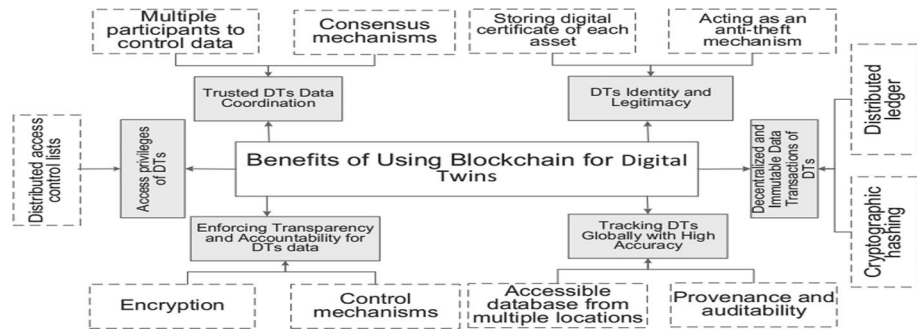 Multiple
participants to
control data
Consensus
mechanisms
Storing digital
certificate of each
asset
Acting as an
anti-theft
mechanism
Trusted DTs Data
Coordination
DTs Identity and
Legitimacy
Distributed
ledger
Distributed access
control lists
Access privileges
of DTs
Benefits of Using Blockchain for Digital
Twins
Decentralized and
Immutable Data
Transactions of
DTs
Enforcing Transparency
and Accountability for
DTs data
Tracking DTs
Globally with High
Accuracy
Cryptographic
hashing
Encryption
Control
mechanisms
Accessible
database from
multiple locations
Provenance and
auditability